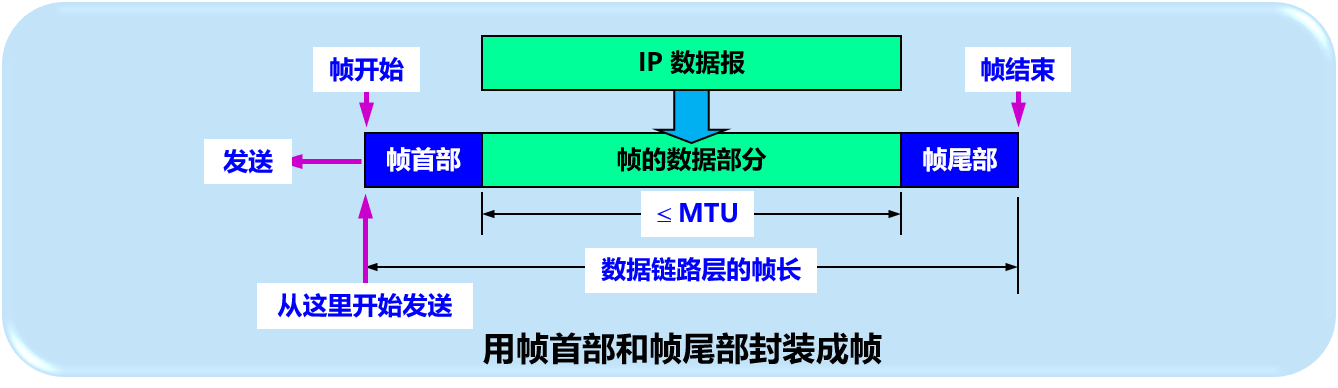 IP 数据报
帧开始
帧结束
发送
帧首部
帧的数据部分
帧尾部
≤ MTU
数据链路层的帧长
从这里开始发送
用帧首部和帧尾部封装成帧